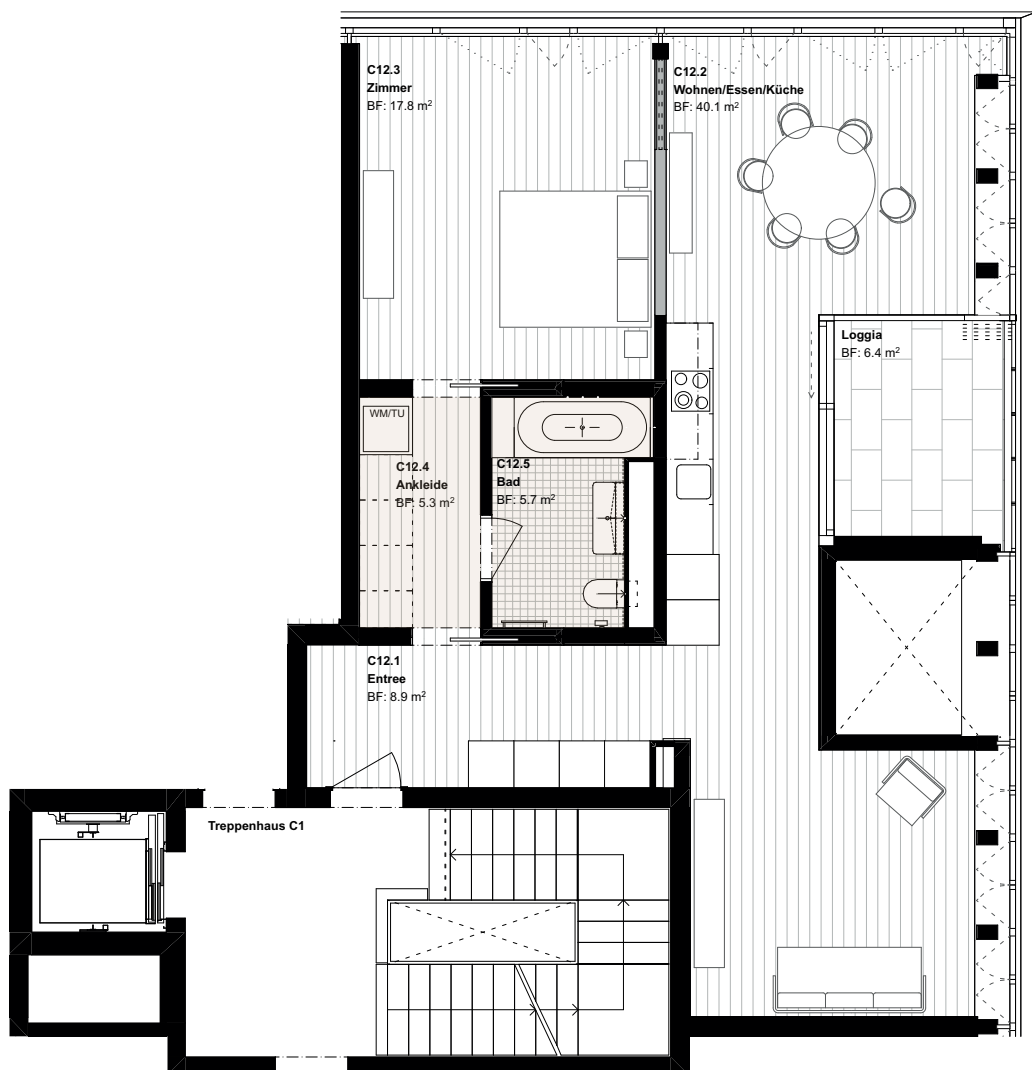 C12.3
Zimmer
BF: 17.8 m²
C12.2
Wohnen/Essen/Küche
BF: 40.1 m²
Loggia
BF: 6.4 m²
WM/TU
C12.4
Ankleide
BF: 5.3 m²
C12.5
Bad
BF: 5.7 m²
C12.1
Entree
BF: 8.9 m²
Treppenhaus C1